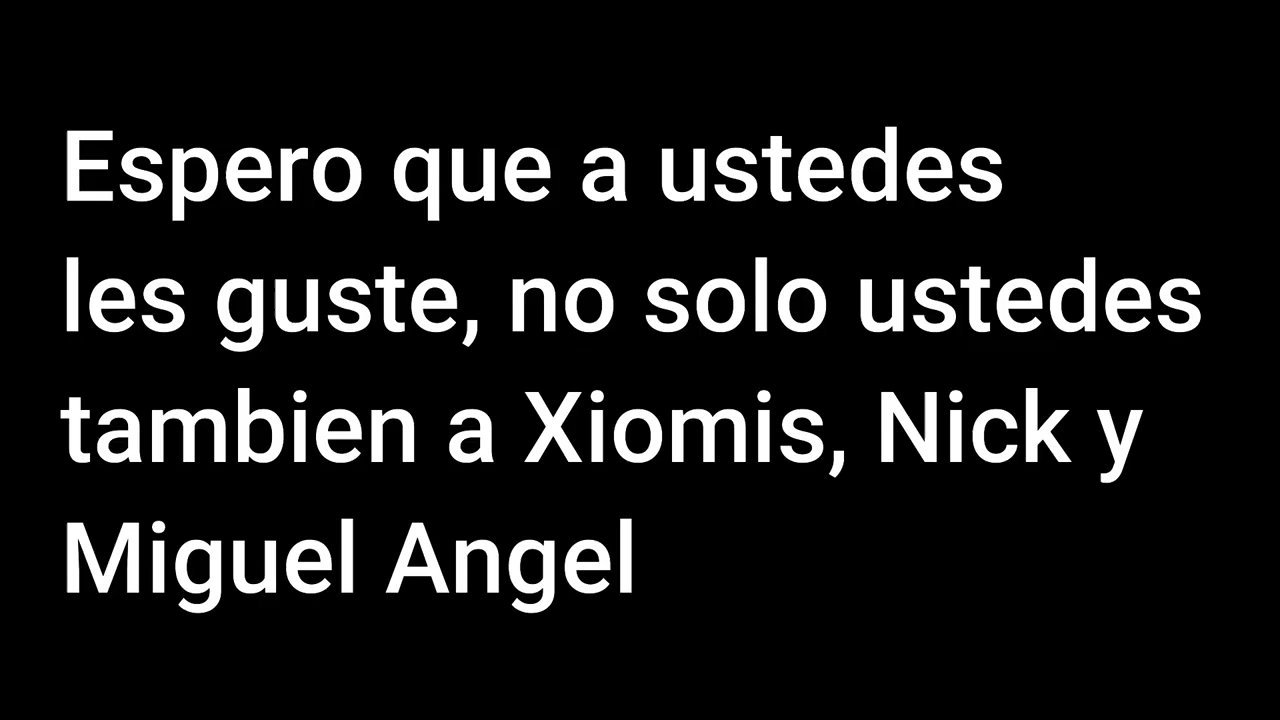 Espero que a ustedes
les guste, no solo ustedes
tambien a Xiomis, Nick y
Miguel Angel